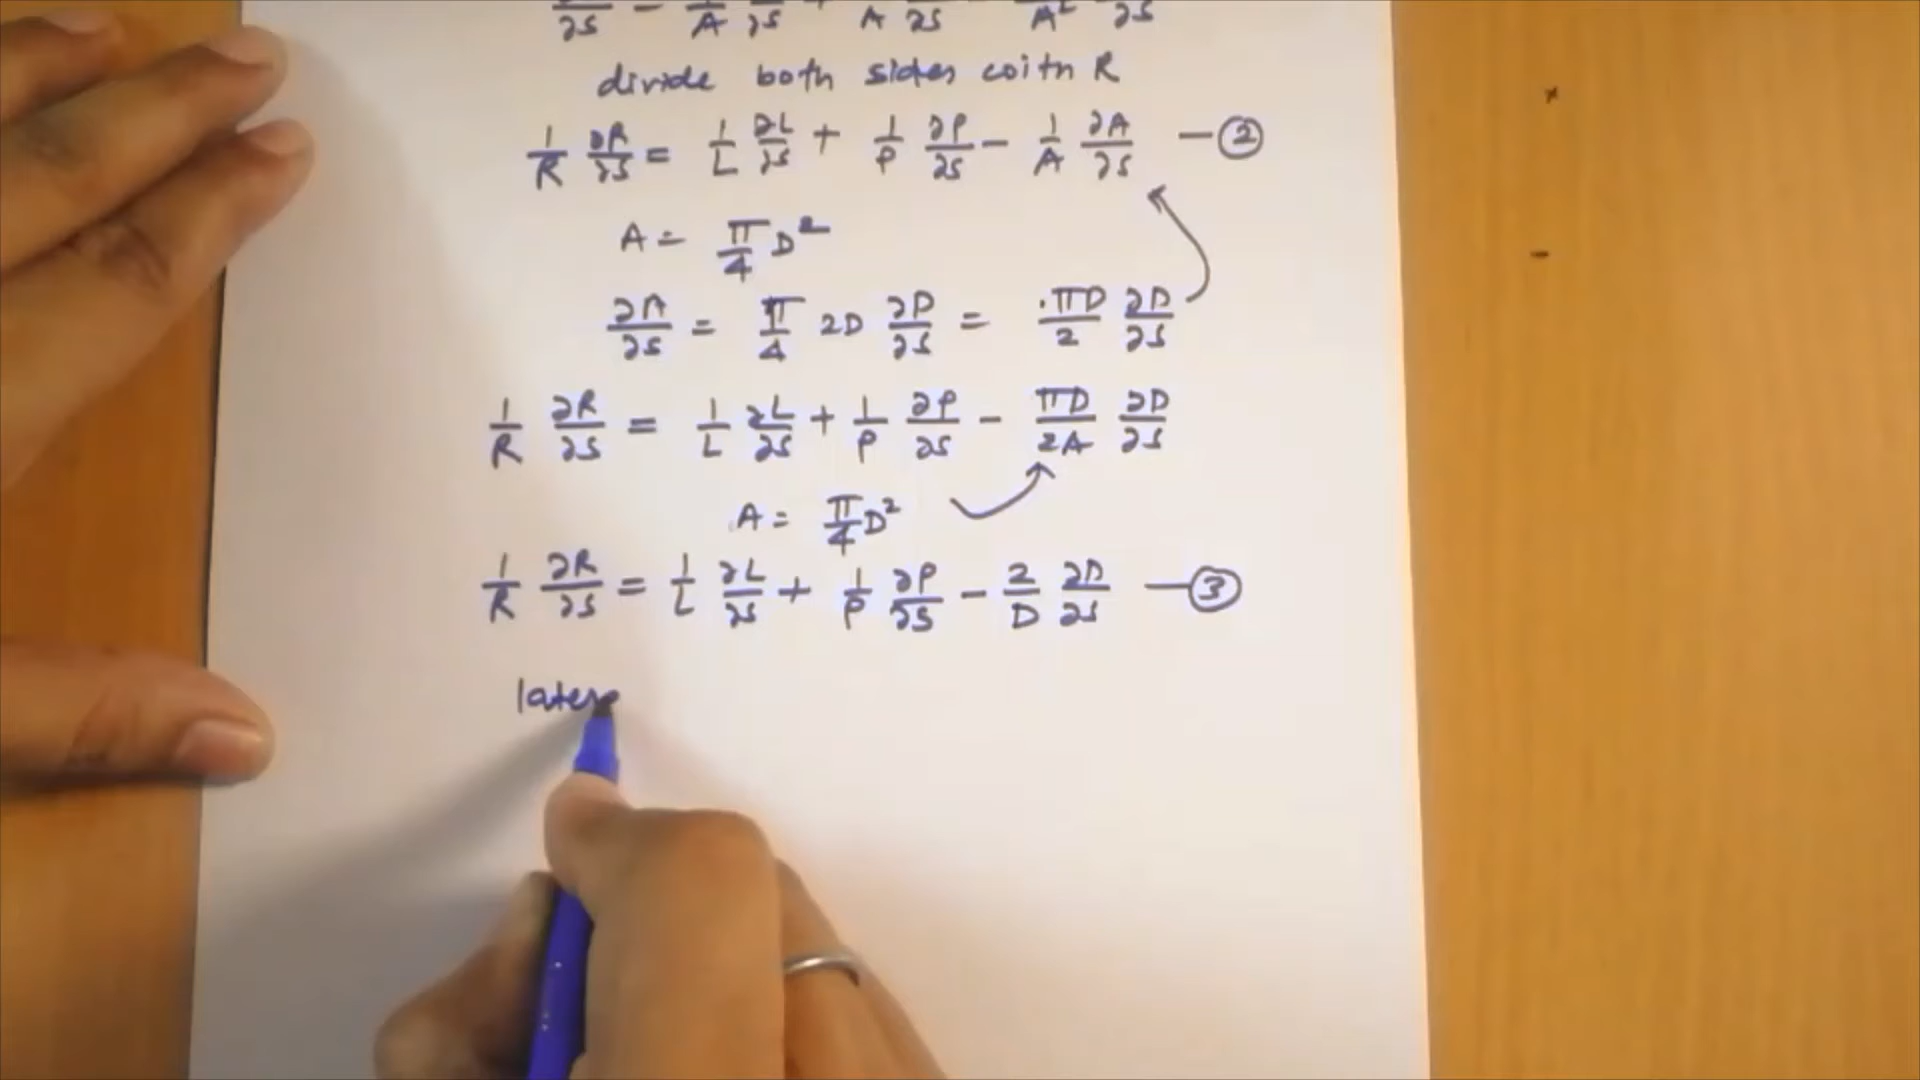 divide both sides with R
1/R ∂R/∂S = 1/L ∂L/∂S + 1/ρ ∂ρ/∂S − 1/A ∂A/∂S — ②
A = π/4 D²
∂A/∂S = π/4 2D ∂D/∂S = πD/2 ∂D/∂S
1/R ∂R/∂S = 1/L ∂L/∂S + 1/ρ ∂ρ/∂S − πD/2A ∂D/∂S
A = π/4 D²
1/R ∂R/∂S = 1/L ∂L/∂S + 1/ρ ∂ρ/∂S − 2/D ∂D/∂S — ③